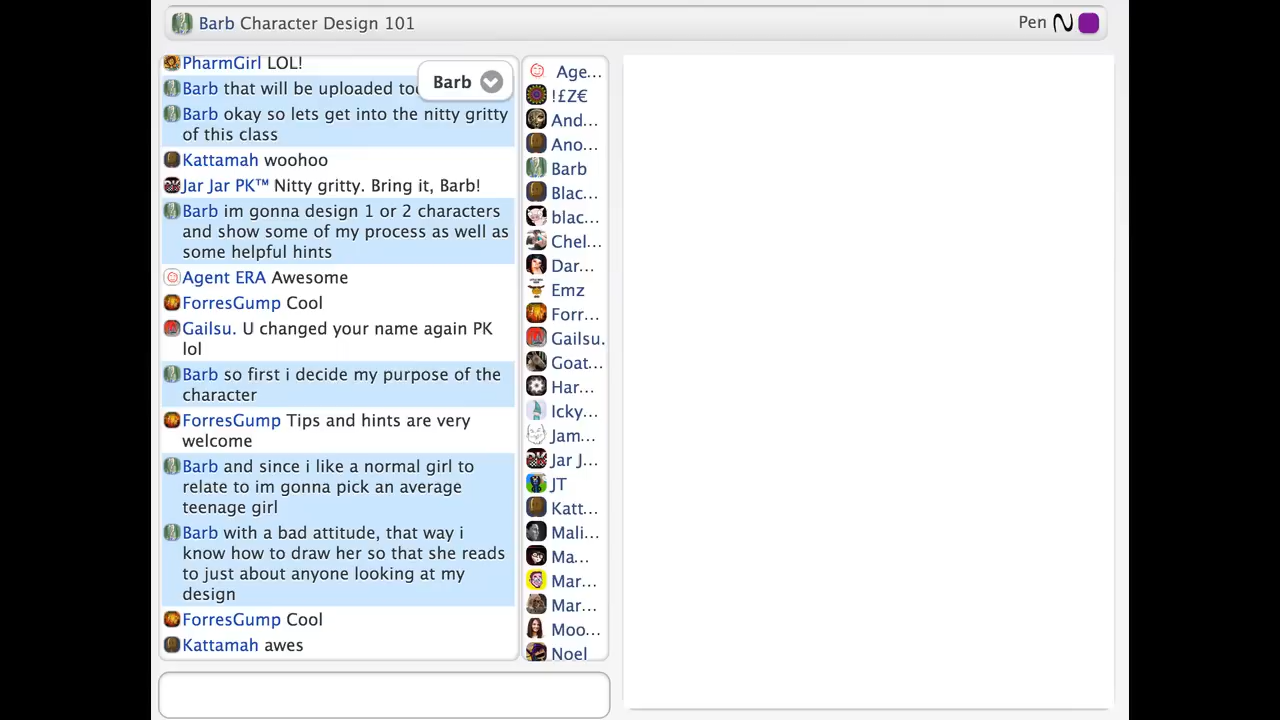 Barb Character Design 101
Pen
PharmGirl LOL!
Barb that will be uploaded
Barb
Barb okay so lets get into the nitty gritty
of this class
Kattamah woohoo
Jar Jar PK™ Nitty gritty. Bring it, Barb!
Barb im gonna design 1 or 2 characters
and show some of my process as well as
some helpful hints
Agent ERA Awesome
ForresGump Cool
Gailsu. U changed your name again PK
lol
Barb so first i decide my purpose of the
character
ForresGump Tips and hints are very
welcome
Barb and since i like a normal girl to
relate to im gonna pick an average
teenage girl
Barb with a bad attitude, that way i
know how to draw her so that she reads
to just about anyone looking at my
design
ForresGump Cool
Kattamah awes
Age...
!£Z€
And...
Ano...
Barb
Blac...
blac...
Chel...
Dar...
Emz
Forr...
Gailsu.
Goat...
Har...
Icky...
Jam...
Jar J...
JT
Katt...
Mali...
Ma...
Mar...
Mar...
Moo...
Noel